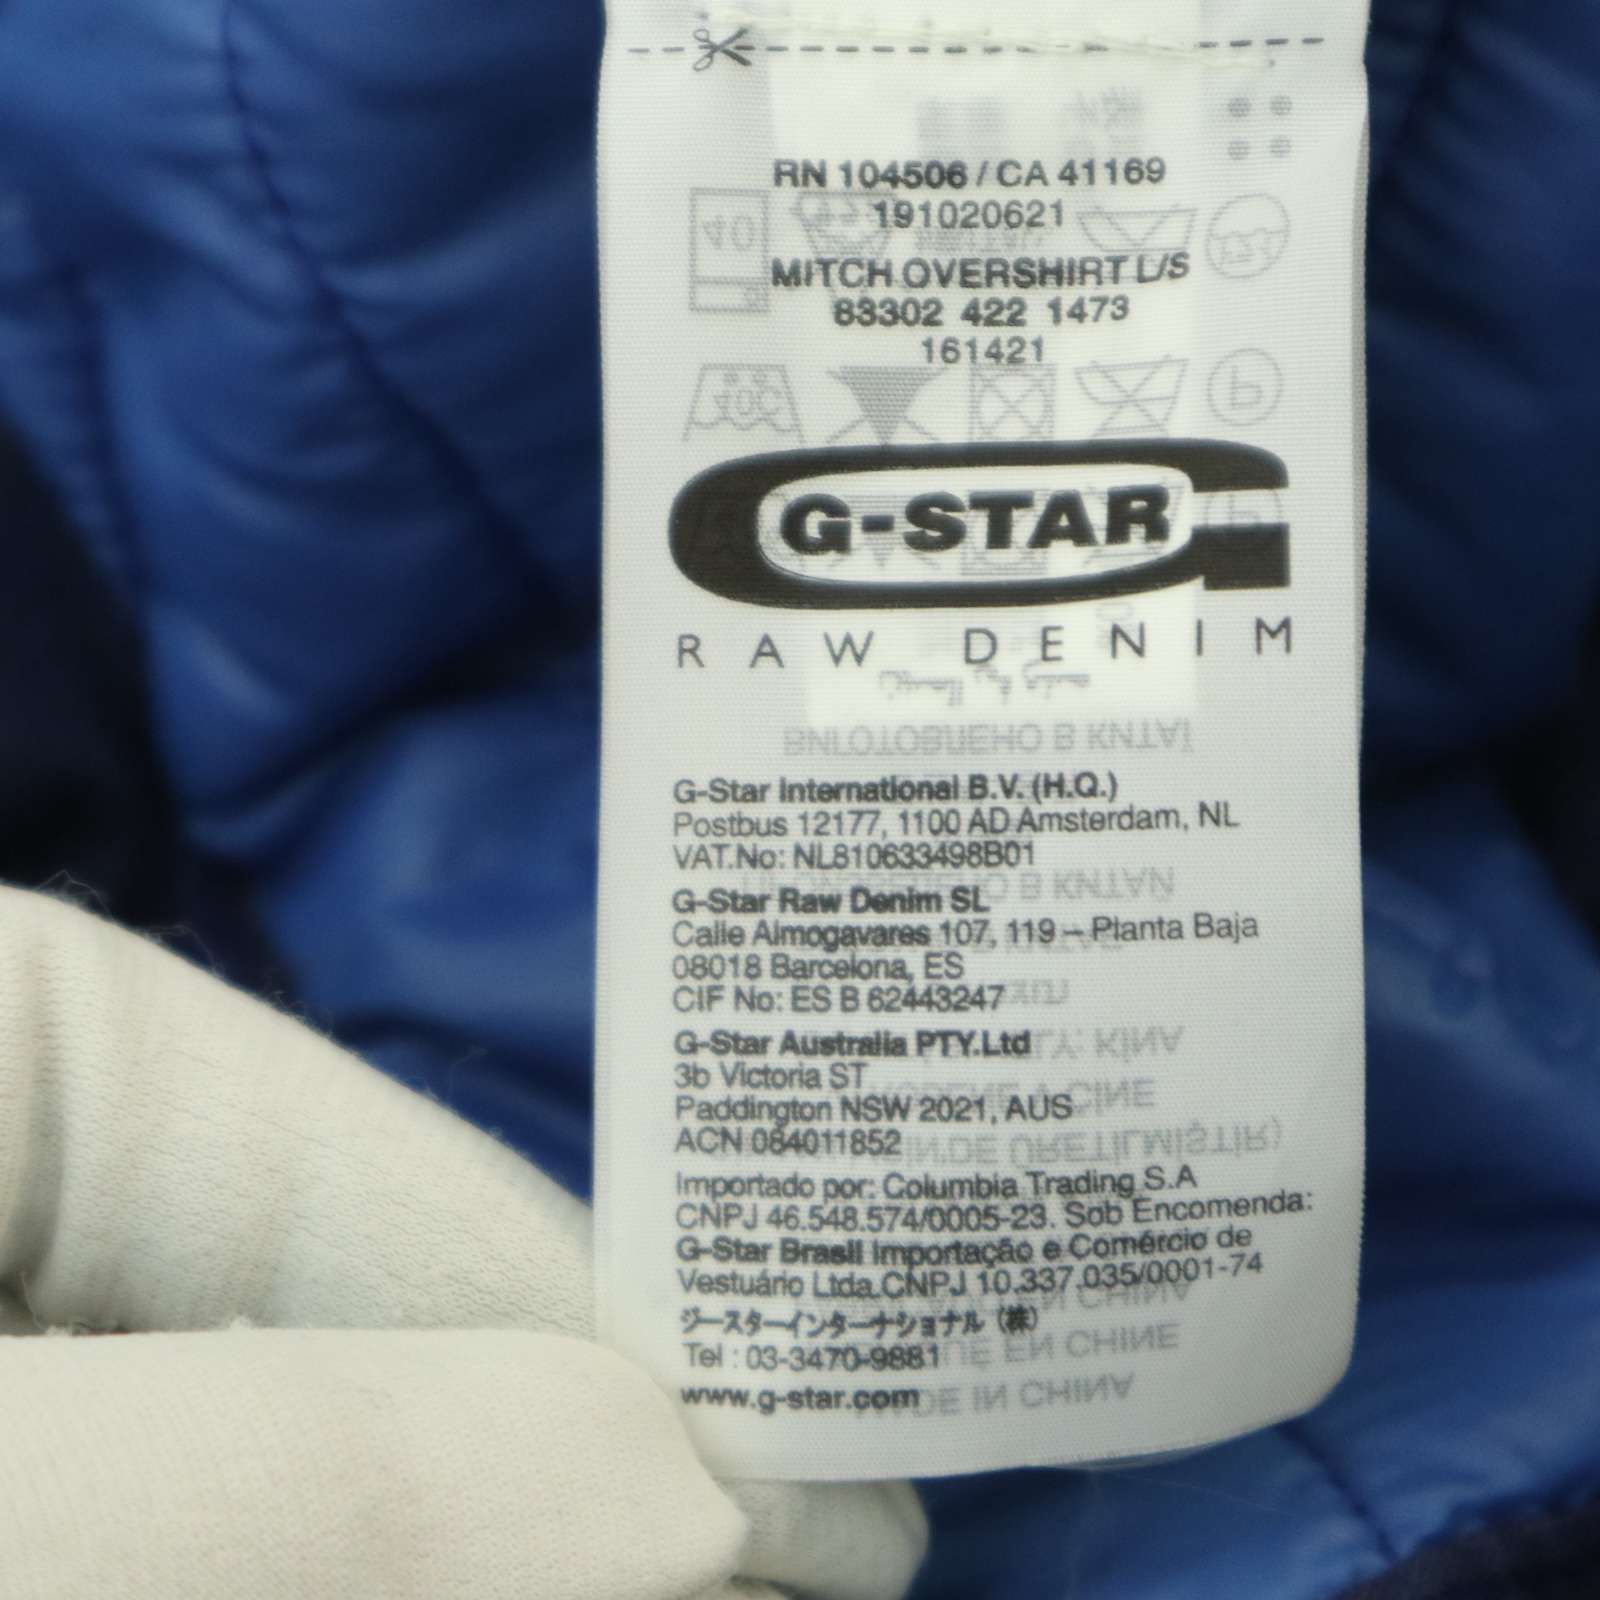 RN 104506 / CA 41169
191020621
MITCH OVERSHIRT L/S
83302 422 1473
161421
G-STAR
RAW DENIM
G-Star International B.V. (H.Q.)
Postbus 12177, 1100 AD Amsterdam, NL
VAT.No: NL810633498B01
G-Star Raw Denim SL
Calle Almogavares 107, 119 – Planta Baja
08018 Barcelona, ES
CIF No: ES B 62443247
G-Star Australia PTY.Ltd
3b Victoria ST
Paddington NSW 2021, AUS
ACN 084011852
Importado por: Columbia Trading S.A
CNPJ 46.548.574/0005-23. Sob Encomenda:
G-Star Brasil Importação e Comércio de
Vestuário Ltda.CNPJ 10.337.035/0001-74
ジースターインターナショナル (株)
Tel : 03-3470-9881
www.g-star.com